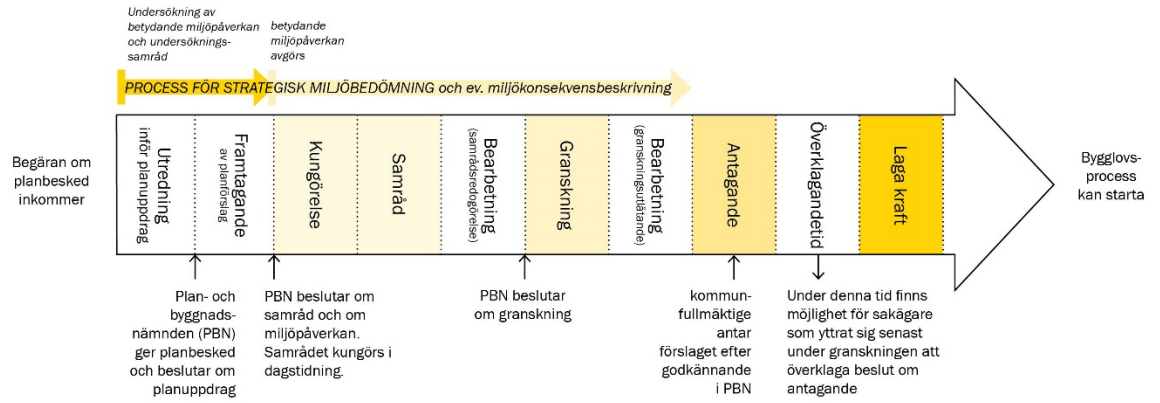 Undersökning av
betydande miljöpåverkan
och undersöknings-
samråd
betydande
miljöpåverkan
avgörs
PROCESS FÖR STRATEGISK MILJÖBEDÖMNING och ev. miljökonsekvensbeskrivning
Begäran om
planbesked
inkommer
Utredning
inför planuppdrag
Framtagande
av planförslag
Kungörelse
Samråd
Bearbetning
(samrådsredogörelse)
Granskning
Bearbetning
(granskningsutlåtande)
Antagande
Överklagandetid
Laga kraft
Bygglovs-
process
kan starta
Plan- och
byggnads-
nämnden (PBN)
ger planbesked
och beslutar om
planuppdrag
PBN beslutar om
samråd och om
miljöpåverkan.
Samrådet kungörs i
dagstidning.
PBN beslutar
om granskning
kommun-
fullmäktige
antar
förslaget efter
godkännande
i PBN
Under denna tid finns
möjlighet för sakägare
som yttrat sig senast
under granskningen att
överklaga beslut om
antagande